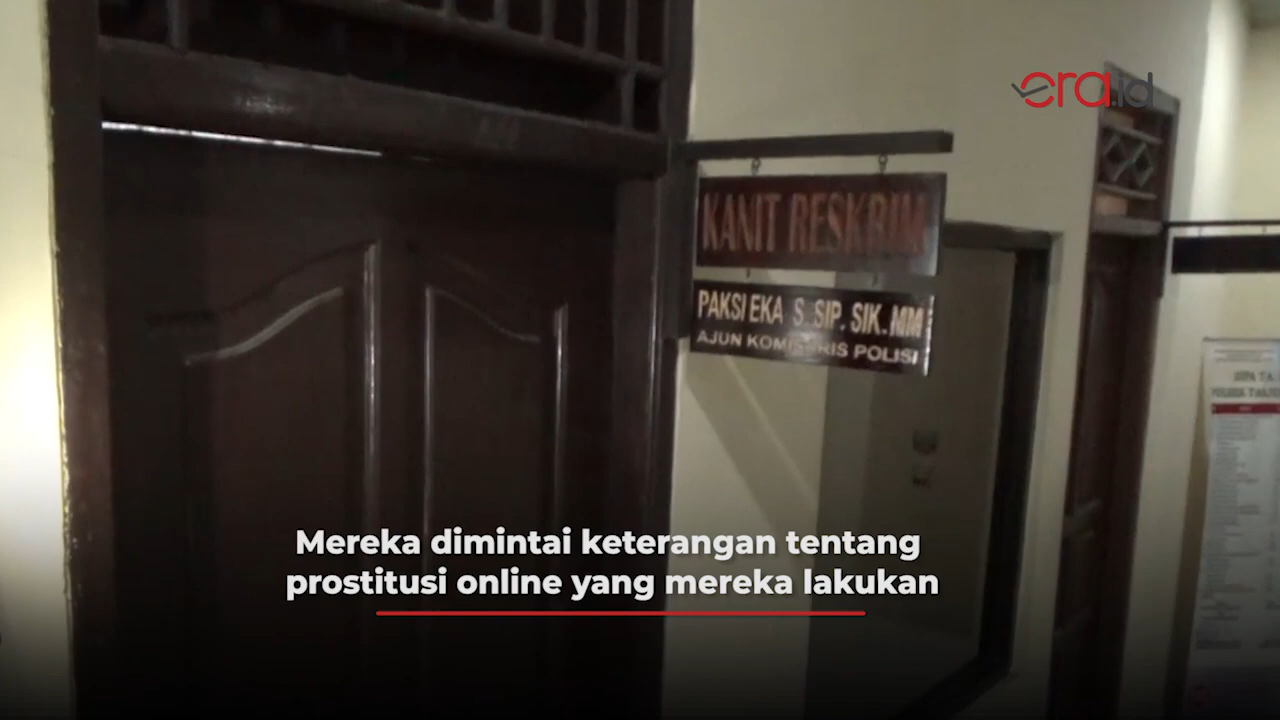 era.id
KANIT RESKRIM
PAKSI EKA S. SIP. SIK. MM
AJUN KOMISARIS POLISI
Mereka dimintai keterangan tentang
prostitusi online yang mereka lakukan